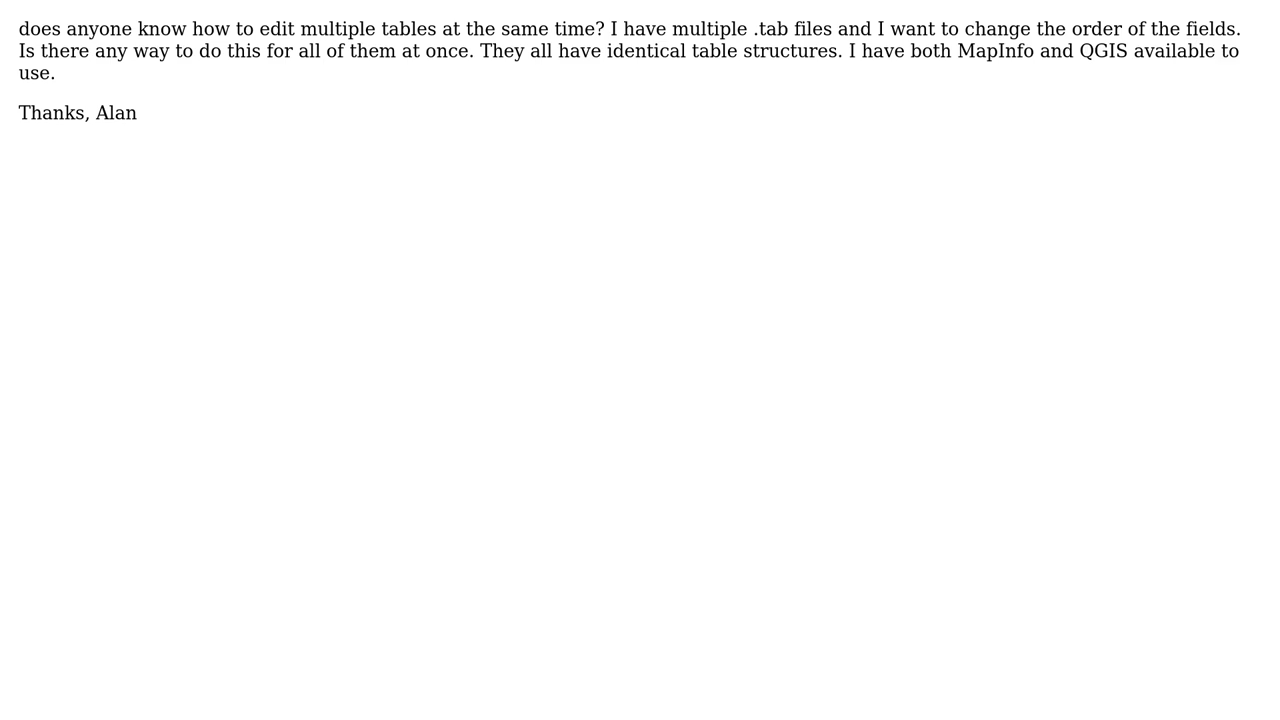 does anyone know how to edit multiple tables at the same time? I have multiple .tab files and I want to change the order of the fields.
Is there any way to do this for all of them at once. They all have identical table structures. I have both MapInfo and QGIS available to
use.
Thanks, Alan